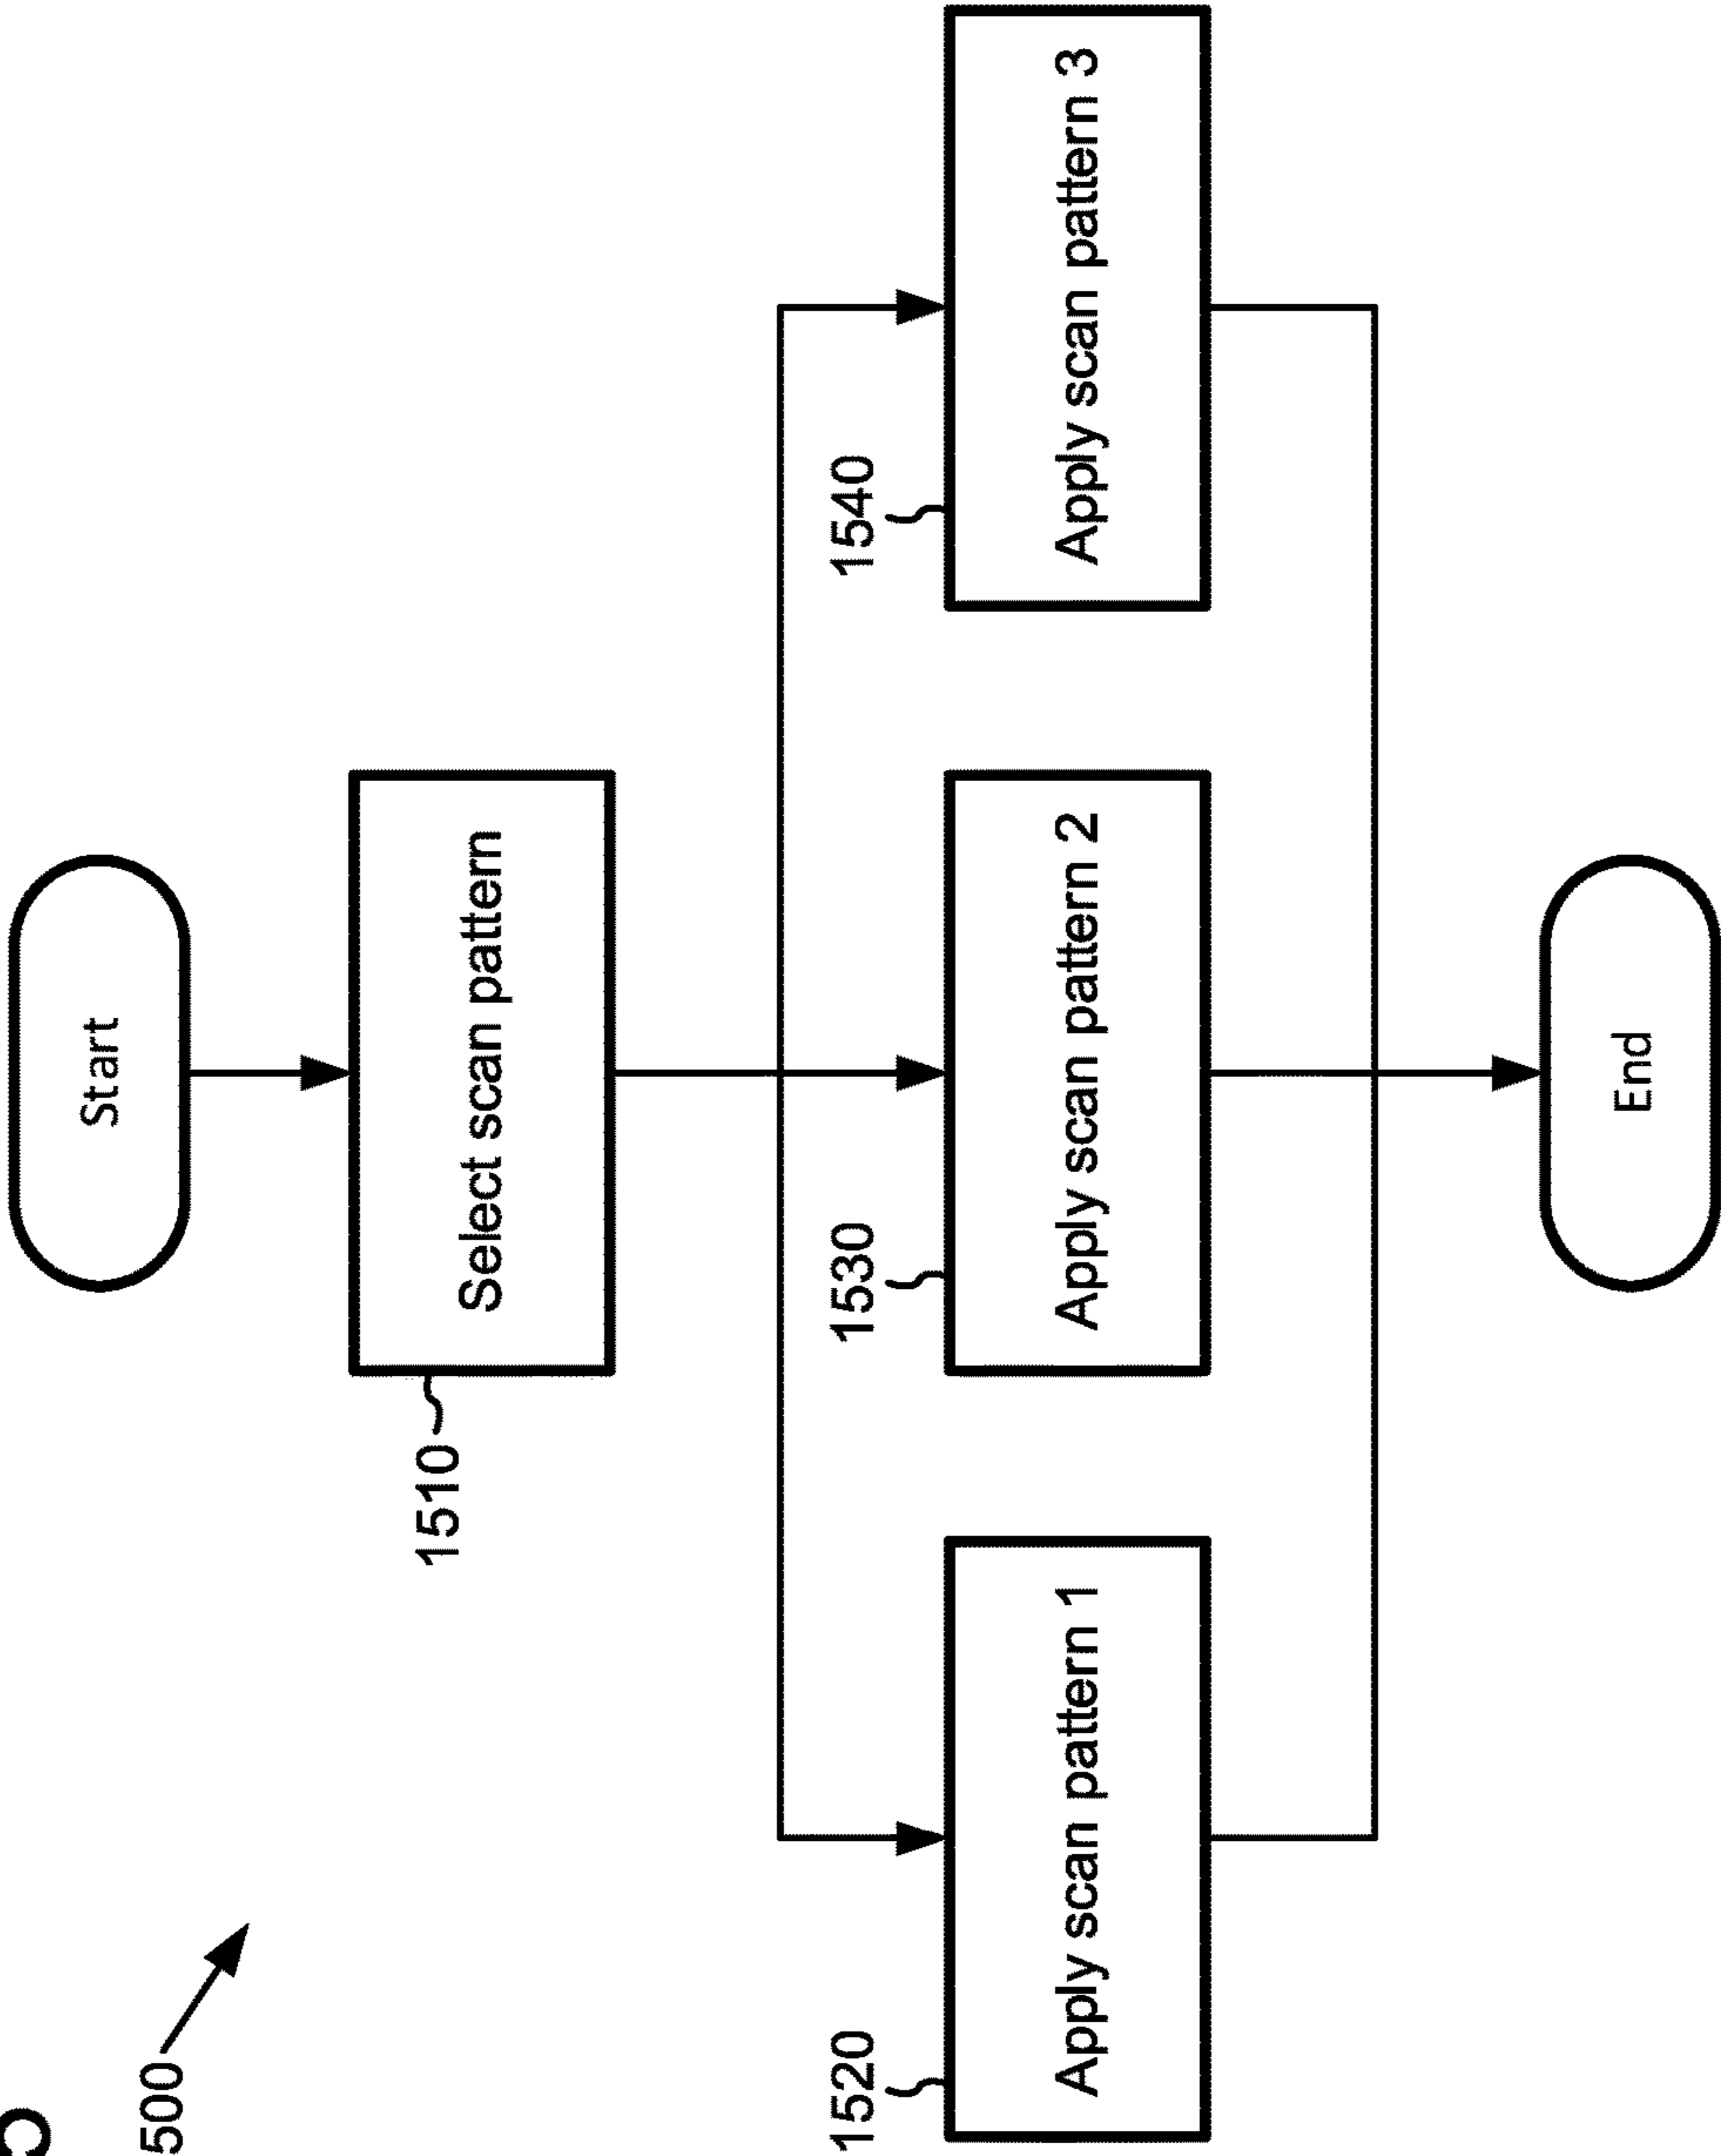 500
Start
1510
Select scan pattern
1520
Apply scan pattern 1
1530
Apply scan pattern 2
1540
Apply scan pattern 3
End